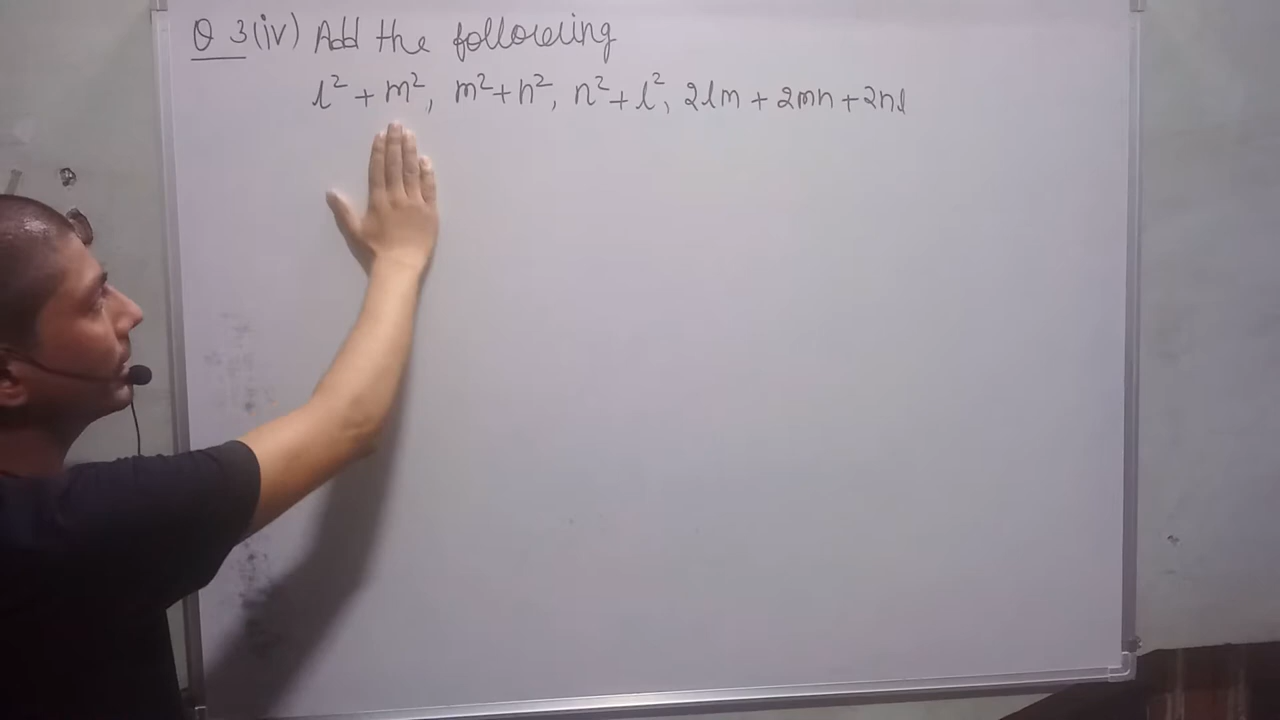 Q 3(iv) Add the following
l² + m², m² + n², n² + l², 2lm + 2mn + 2nl